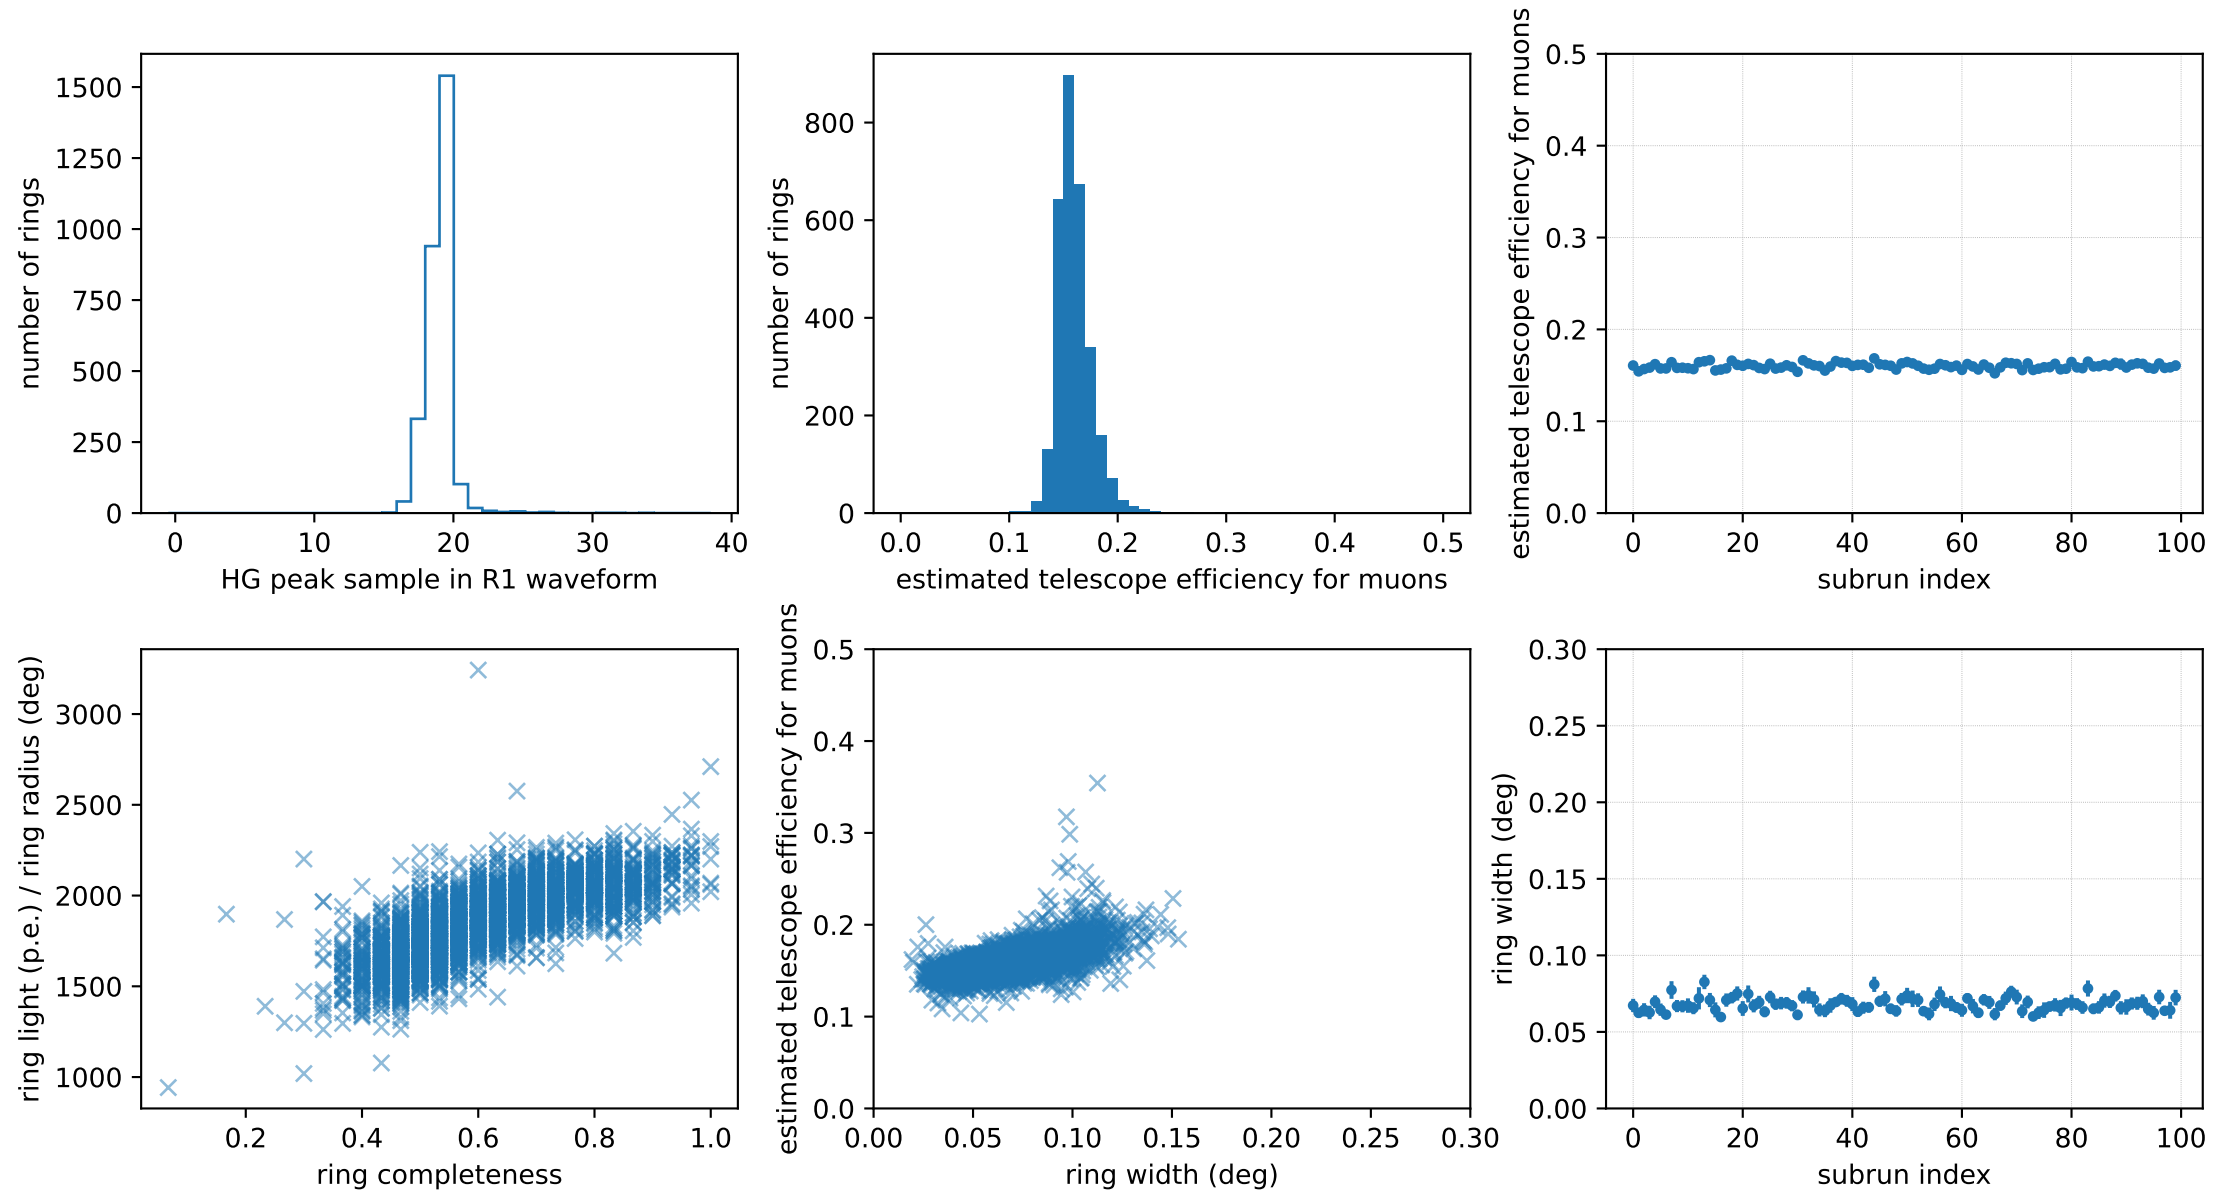 1500
1250
1000
750
500
250
0
number of rings
0 10 20 30 40
HG peak sample in R1 waveform
800
600
400
200
0
number of rings
0.0 0.1 0.2 0.3 0.4 0.5
estimated telescope efficiency for muons
0.5
0.4
0.3
0.2
0.1
0.0
estimated telescope efficiency for muons
0 20 40 60 80 100
subrun index
3000
2500
2000
1500
1000
ring light (p.e.) / ring radius (deg)
0.2 0.4 0.6 0.8 1.0
ring completeness
0.5
0.4
0.3
0.2
0.1
0.0
estimated telescope efficiency for muons
0.00 0.05 0.10 0.15 0.20 0.25 0.30
ring width (deg)
0.30
0.25
0.20
0.15
0.10
0.05
0.00
ring width (deg)
0 20 40 60 80 100
subrun index